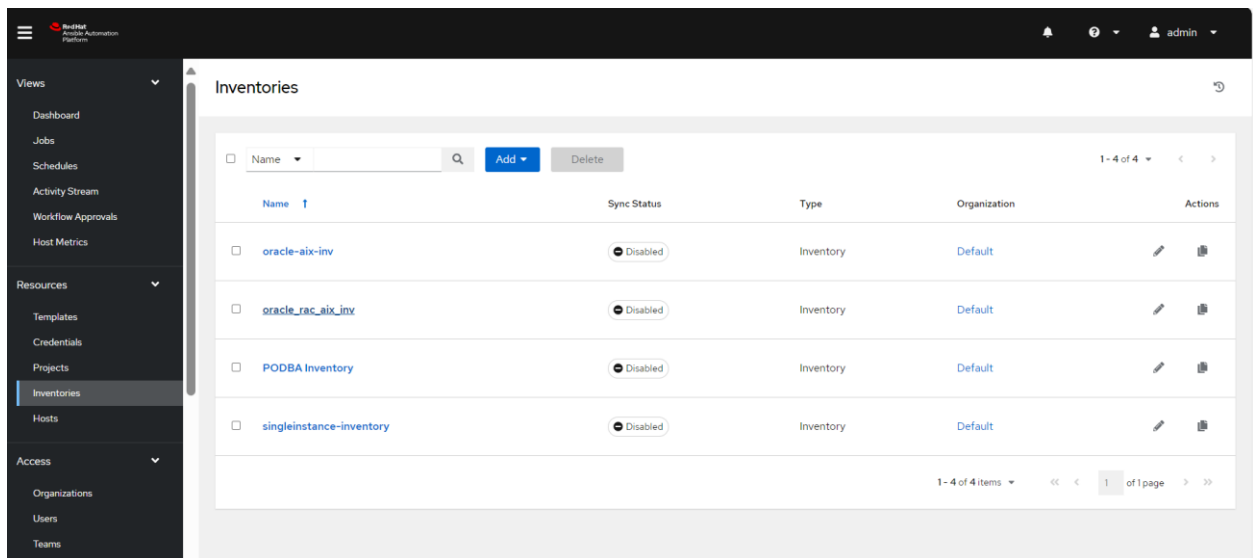 Red Hat
Ansible Automation
Platform
admin
Views
Dashboard
Jobs
Schedules
Activity Stream
Workflow Approvals
Host Metrics
Resources
Templates
Credentials
Projects
Inventories
Hosts
Access
Organizations
Users
Teams
Inventories
Name Add Delete 1 - 4 of 4
Name Sync Status Type Organization Actions
oracle-aix-inv Disabled Inventory Default
oracle_rac_aix_inv Disabled Inventory Default
PODBA Inventory Disabled Inventory Default
singleinstance-inventory Disabled Inventory Default
1 - 4 of 4 items 1 of 1 page